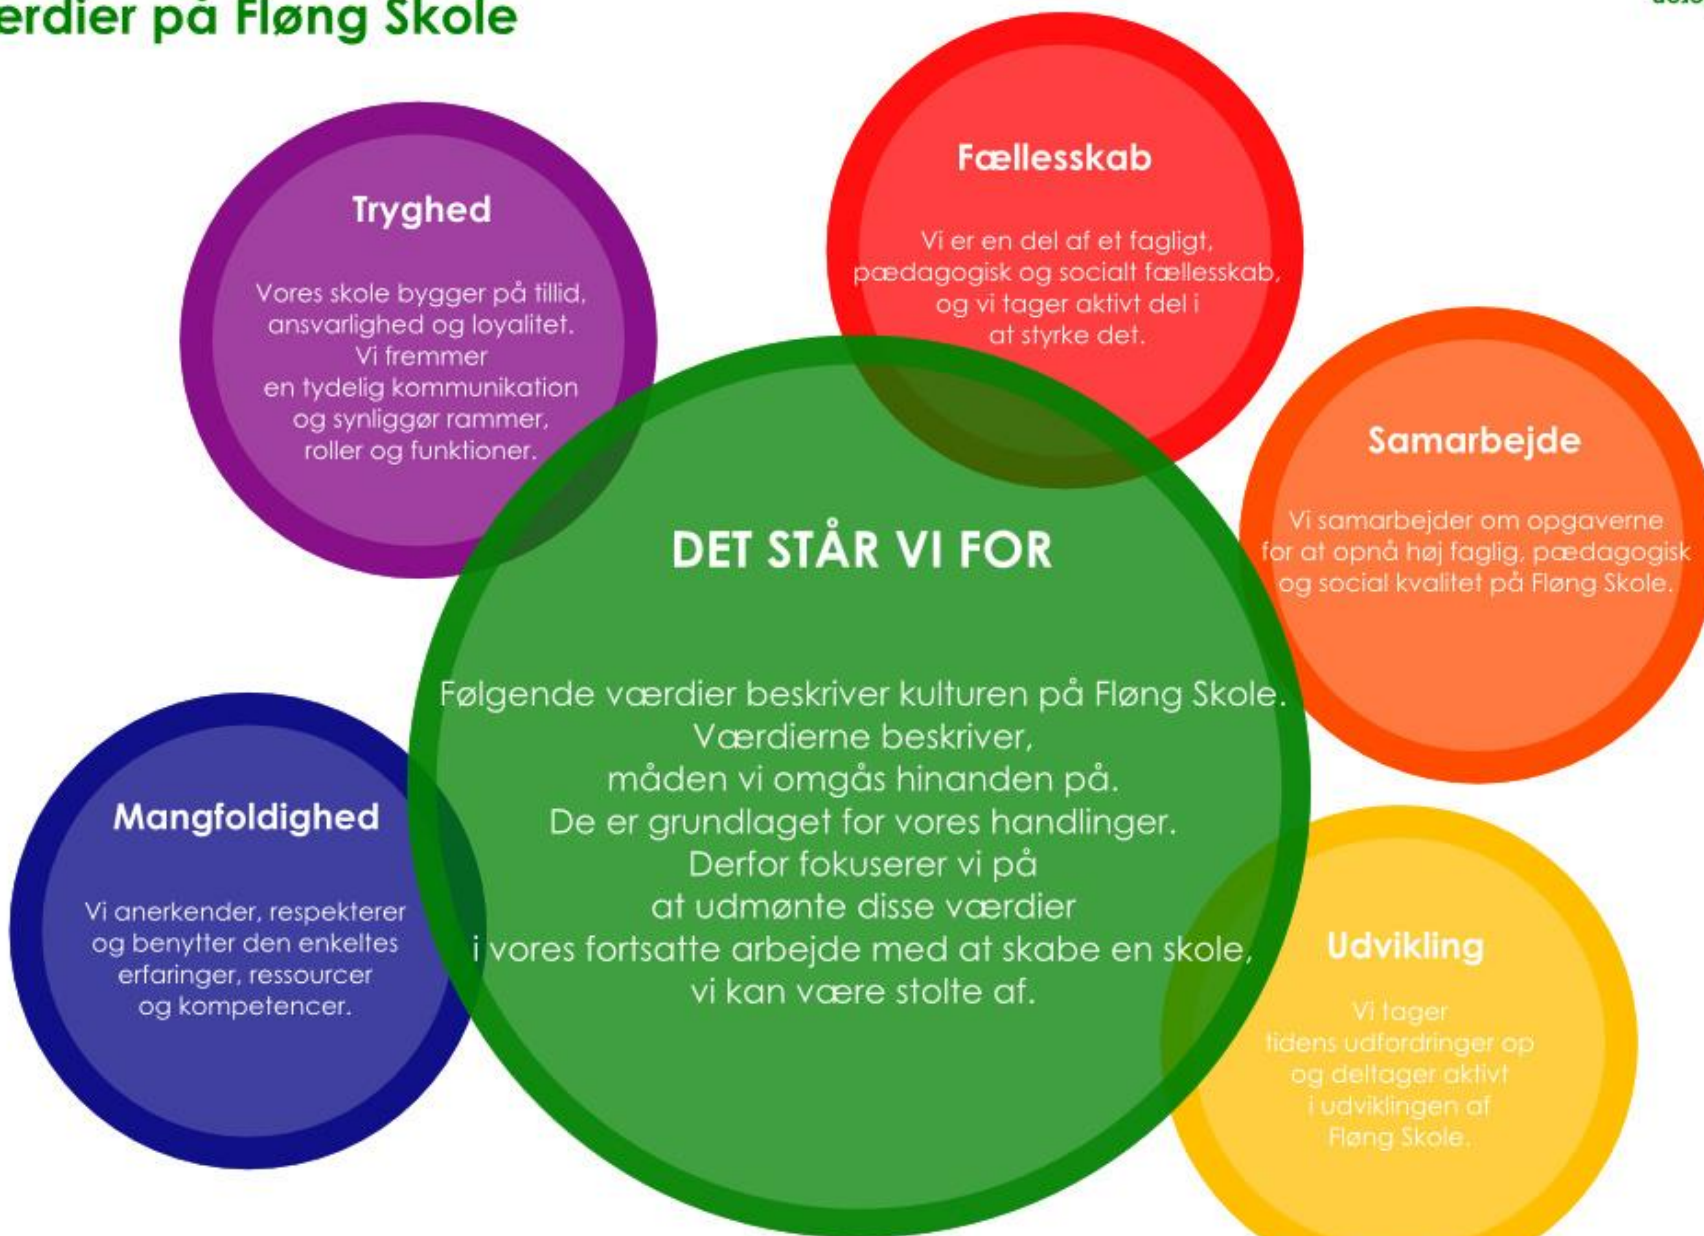 erdier på Fløng Skole
Tryghed
Vores skole bygger på tillid,
ansvarlighed og loyalitet.
Vi fremmer
en tydelig kommunikation
og synliggør rammer,
roller og funktioner.
Fællesskab
Vi er en del af et fagligt,
pædagogisk og socialt fællesskab,
og vi tager aktivt del i
at styrke det.
Samarbejde
Vi samarbejder om opgaverne
for at opnå høj faglig, pædagogisk
og social kvalitet på Fløng Skole.
DET STÅR VI FOR
Følgende værdier beskriver kulturen på Fløng Skole.
Værdierne beskriver,
måden vi omgås hinanden på.
De er grundlaget for vores handlinger.
Derfor fokuserer vi på
at udmønte disse værdier
i vores fortsatte arbejde med at skabe en skole,
vi kan være stolte af.
Mangfoldighed
Vi anerkender, respekterer
og benytter den enkeltes
erfaringer, ressourcer
og kompetencer.
Udvikling
Vi tager
tidens udfordringer op
og deltager aktivt
i udviklingen af
Fløng Skole.